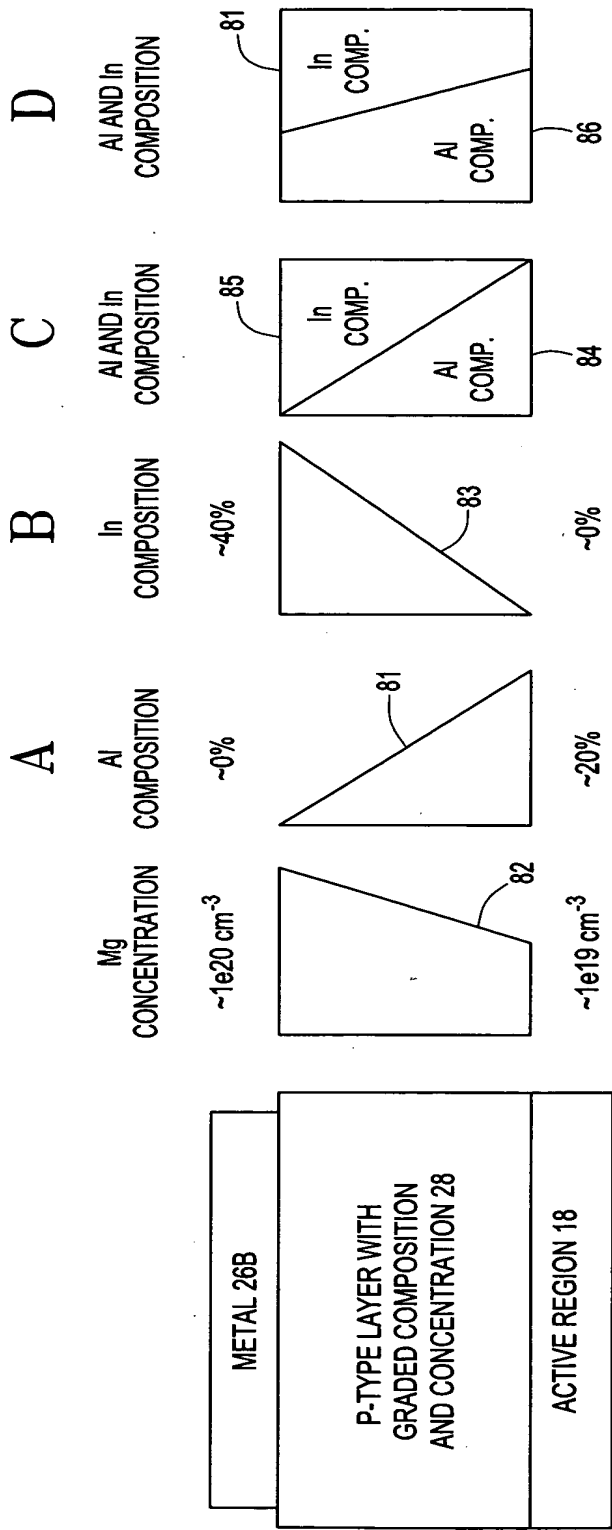 METAL 26B
P-TYPE LAYER WITH
GRADED COMPOSITION
AND CONCENTRATION 28
ACTIVE REGION 18
Mg
CONCENTRATION
~1e20 cm⁻³
82
~1e19 cm⁻³
A
Al
COMPOSITION
~0%
81
~20%
B
In
COMPOSITION
~40%
83
~0%
C
Al AND In
COMPOSITION
85
In
COMP.
Al
COMP.
84
D
Al AND In
COMPOSITION
81
In
COMP.
Al
COMP.
86